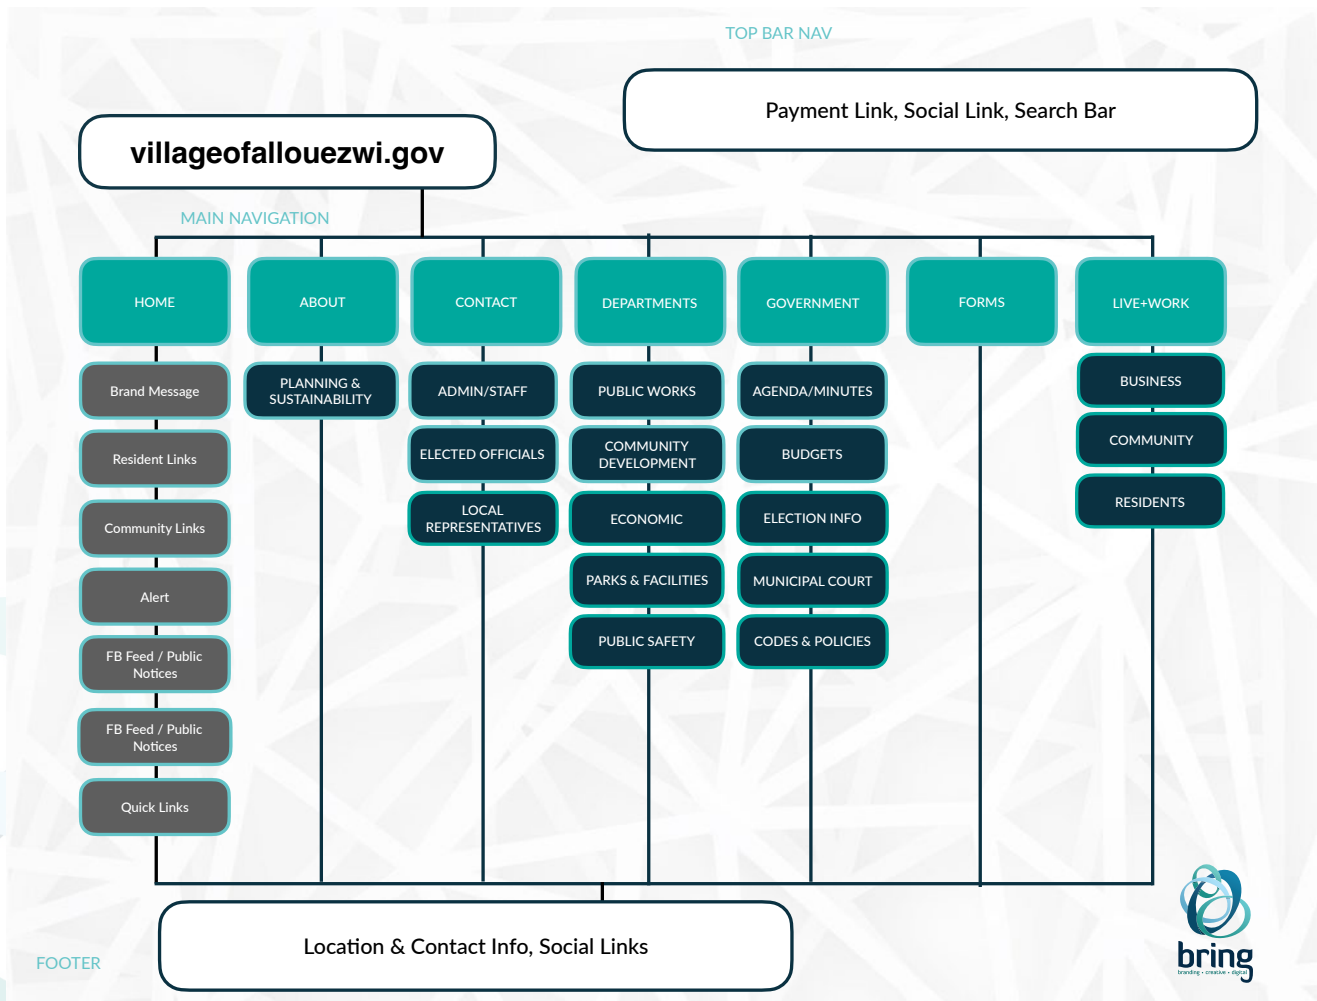 TOP BAR NAV
Payment Link, Social Link, Search Bar
villageofallouezwi.gov
MAIN NAVIGATION
HOME
ABOUT
CONTACT
DEPARTMENTS
GOVERNMENT
FORMS
LIVE+WORK
Brand Message
Resident Links
Community Links
Alert
FB Feed / Public
Notices
FB Feed / Public
Notices
Quick Links
PLANNING &
SUSTAINABILITY
ADMIN/STAFF
ELECTED OFFICIALS
LOCAL
REPRESENTATIVES
PUBLIC WORKS
COMMUNITY
DEVELOPMENT
ECONOMIC
PARKS & FACILITIES
PUBLIC SAFETY
AGENDA/MINUTES
BUDGETS
ELECTION INFO
MUNICIPAL COURT
CODES & POLICIES
BUSINESS
COMMUNITY
RESIDENTS
Location & Contact Info, Social Links
FOOTER
bring
branding • creative • digital